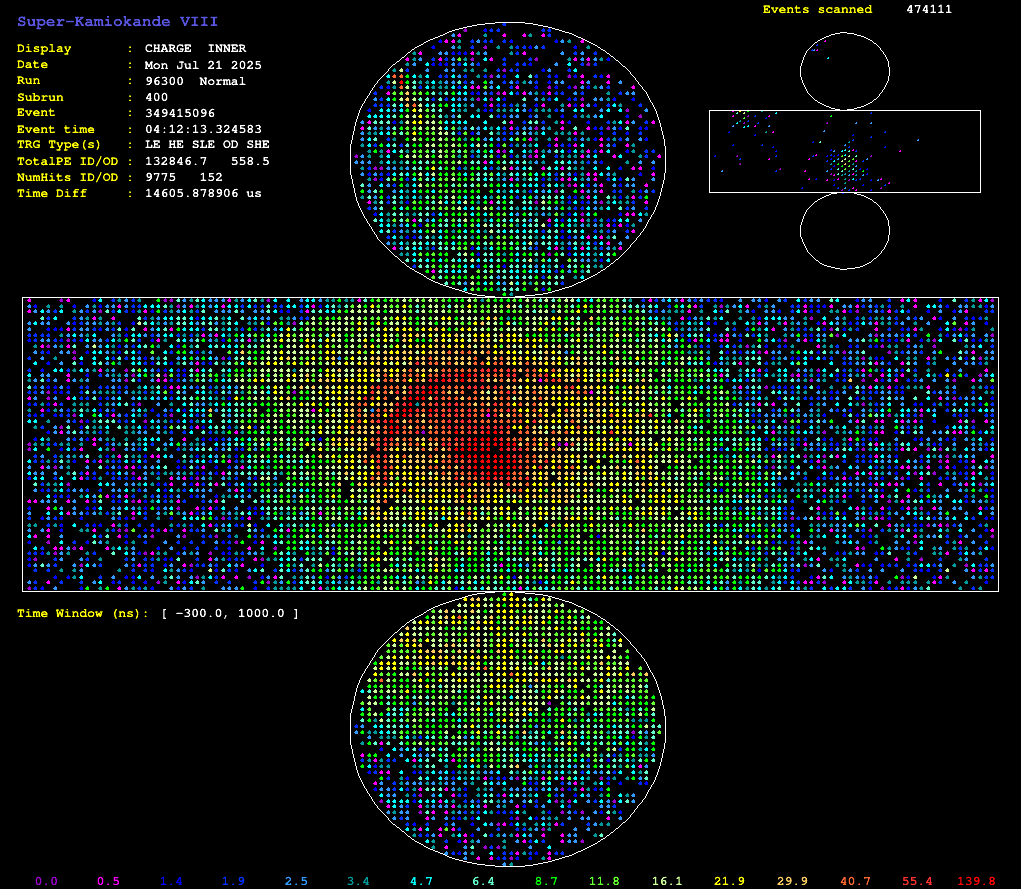 Super-Kamiokande VIII
Events scanned 474111
Display : CHARGE INNER
Date : Mon Jul 21 2025
Run : 96300 Normal
Subrun : 400
Event : 349415096
Event time : 04:12:13.324583
TRG Type(s) : LE HE SLE OD SHE
TotalPE ID/OD : 132846.7 558.5
NumHits ID/OD : 9775 152
Time Diff : 14605.878906 us
Time Window (ns): [ -300.0, 1000.0 ]
0.0 0.5 1.4 1.9 2.5 3.4 4.7 6.4 8.7 11.8 16.1 21.9 29.9 40.7 55.4 139.8